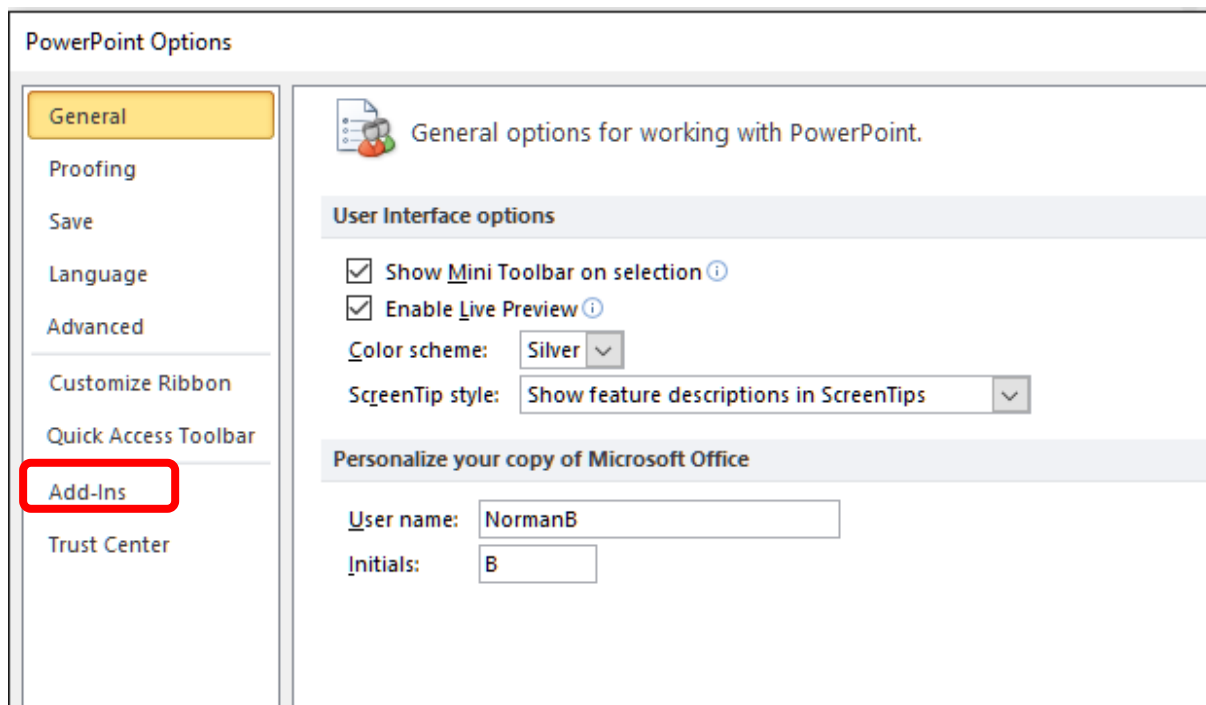 PowerPoint Options
General
Proofing
Save
Language
Advanced
Customize Ribbon
Quick Access Toolbar
Add-Ins
Trust Center
General options for working with PowerPoint.
User Interface options
Show Mini Toolbar on selection
Enable Live Preview
Color scheme: Silver
ScreenTip style: Show feature descriptions in ScreenTips
Personalize your copy of Microsoft Office
User name: NormanB
Initials: B